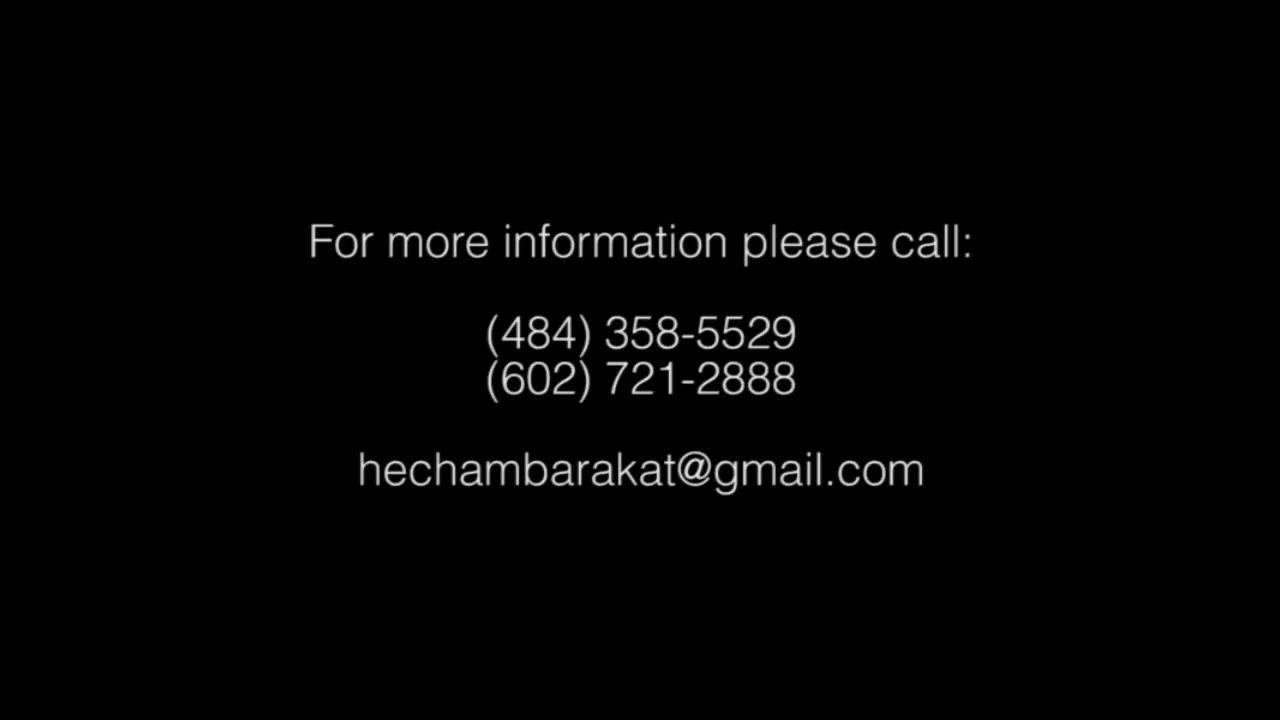 For more information please call:
(484) 358-5529
(602) 721-2888
hechambarakat@gmail.com